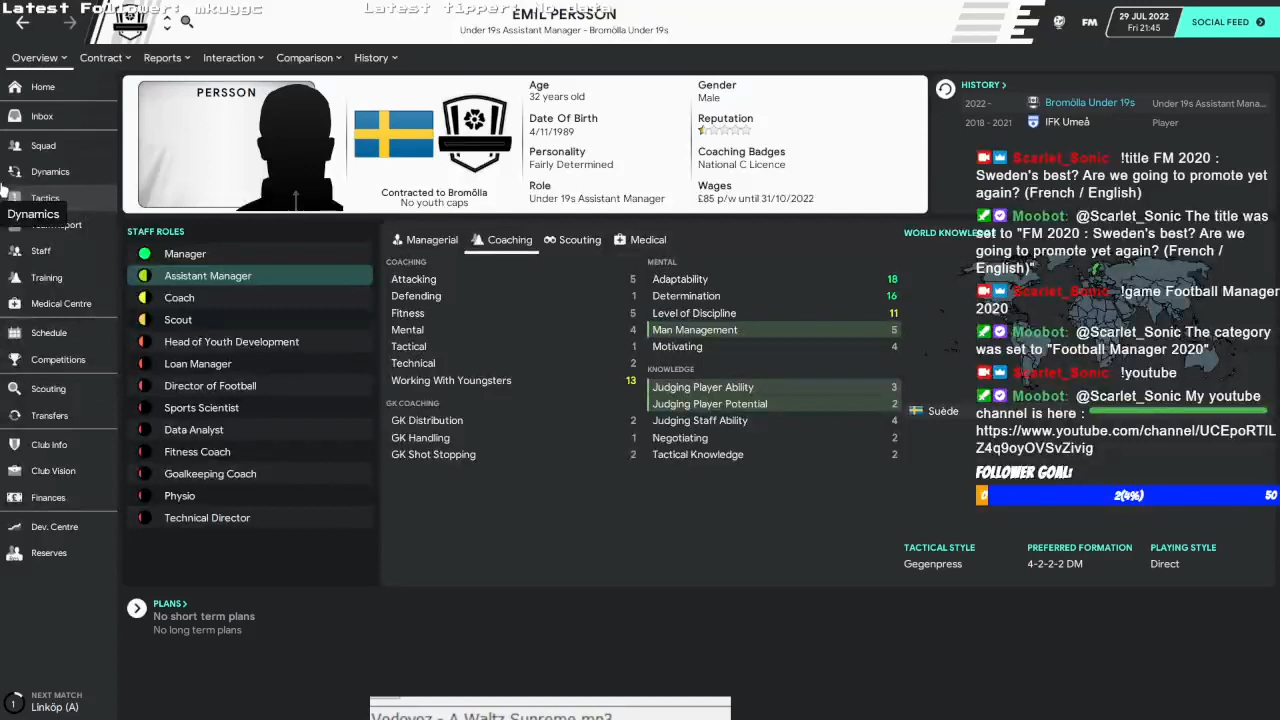 Latest Follower: mkuygc
Latest tipper: No data
EMIL PERSSON
Under 19s Assistant Manager - Bromölla Under 19s
FM
29 JUL 2022
Fri 21:45
SOCIAL FEED
Overview
Contract
Reports
Interaction
Comparison
History
Home
Inbox
Squad
Dynamics
Tactics
Dynamics
Team Report
Staff
Training
Medical Centre
Schedule
Competitions
Scouting
Transfers
Club Info
Club Vision
Finances
Dev. Centre
Reserves
1
NEXT MATCH
Linköp (A)
PERSSON
Contracted to Bromölla
No youth caps
Age
32 years old
Date Of Birth
4/11/1989
Personality
Fairly Determined
Role
Under 19s Assistant Manager
Gender
Male
Reputation
Coaching Badges
National C Licence
Wages
£85 p/w until 31/10/2022
HISTORY >
2022 - Bromölla Under 19s Under 19s Assistant Mana...
2018 - 2021 IFK Umeå Player
STAFF ROLES
Manager
Assistant Manager
Coach
Scout
Head of Youth Development
Loan Manager
Director of Football
Sports Scientist
Data Analyst
Fitness Coach
Goalkeeping Coach
Physio
Technical Director
Managerial
Coaching
Scouting
Medical
COACHING
Attacking 5
Defending 1
Fitness 5
Mental 4
Tactical 1
Technical 2
Working With Youngsters 13
GK COACHING
GK Distribution 2
GK Handling 1
GK Shot Stopping 2
MENTAL
Adaptability 18
Determination 16
Level of Discipline 11
Man Management 5
Motivating 4
KNOWLEDGE
Judging Player Ability 3
Judging Player Potential 2
Judging Staff Ability 4
Negotiating 2
Tactical Knowledge 2
WORLD KNOWLEDGE
Suède
TACTICAL STYLE
Gegenpress
PREFERRED FORMATION
4-2-2-2 DM
PLAYING STYLE
Direct
PLANS >
No short term plans
No long term plans
Scarlet_Sonic !title FM 2020 :
Sweden's best? Are we going to promote yet
again? (French / English)
Moobot: @Scarlet_Sonic The title was
set to "FM 2020 : Sweden's best? Are we
going to promote yet again? (French /
English)"
Scarlet_Sonic !game Football Manager
2020
Moobot: @Scarlet_Sonic The category
was set to "Football Manager 2020"
Scarlet_Sonic !youtube
Moobot: @Scarlet_Sonic My youtube
channel is here :
https://www.youtube.com/channel/UCEpoRTIL
Z4q9oyOVSvZivig
FOLLOWER GOAL:
0 2(4%) 50
Vodovoz - A Waltz Supreme.mp3